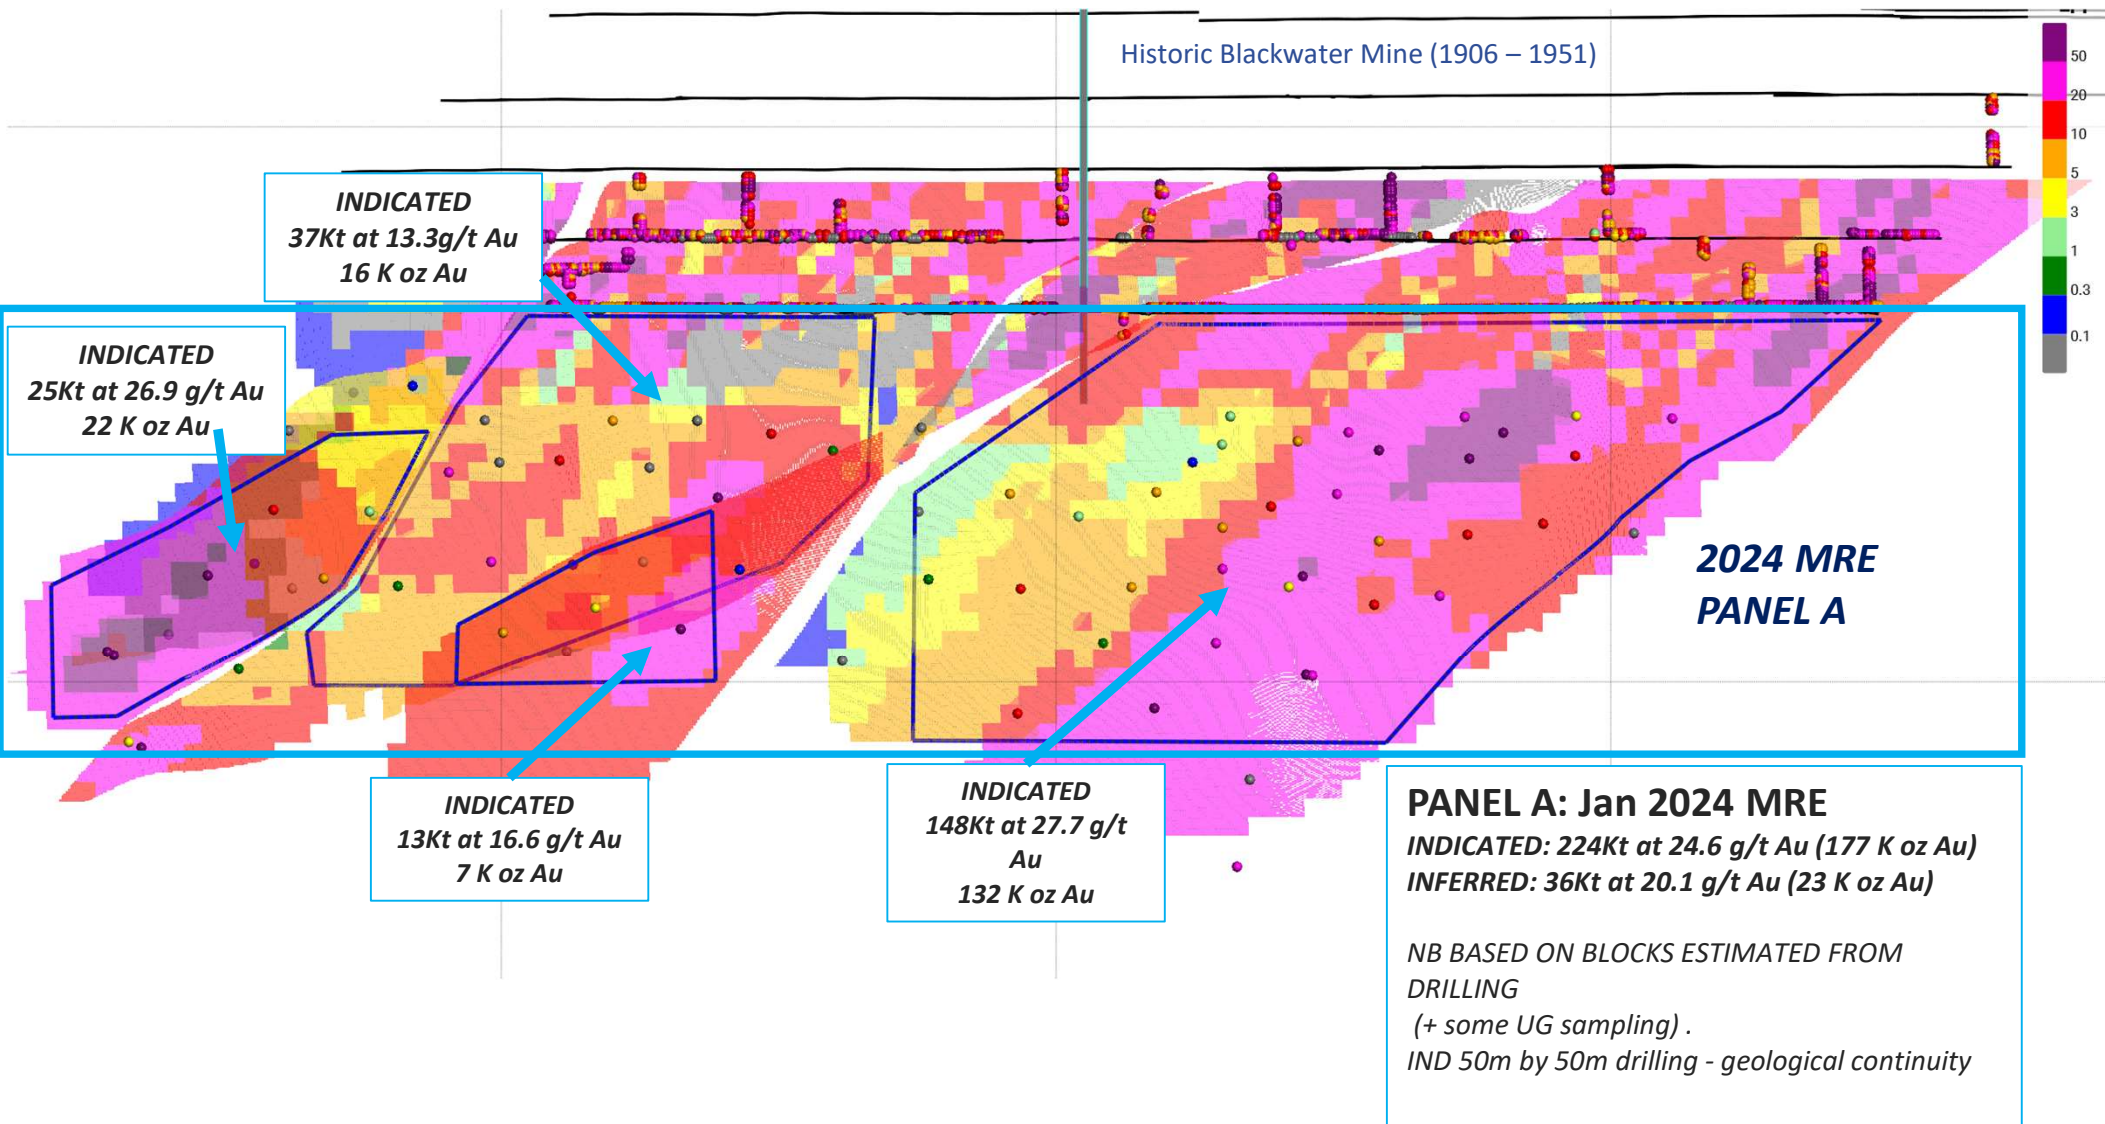 Historic Blackwater Mine (1906 – 1951)
50
20
10
5
3
1
0.3
0.1
INDICATED
37Kt at 13.3g/t Au
16 K oz Au
INDICATED
25Kt at 26.9 g/t Au
22 K oz Au
2024 MRE
PANEL A
INDICATED
13Kt at 16.6 g/t Au
7 K oz Au
INDICATED
148Kt at 27.7 g/t
Au
132 K oz Au
PANEL A: Jan 2024 MRE
INDICATED: 224Kt at 24.6 g/t Au (177 K oz Au)
INFERRED: 36Kt at 20.1 g/t Au (23 K oz Au)
NB BASED ON BLOCKS ESTIMATED FROM
DRILLING
(+ some UG sampling) .
IND 50m by 50m drilling - geological continuity